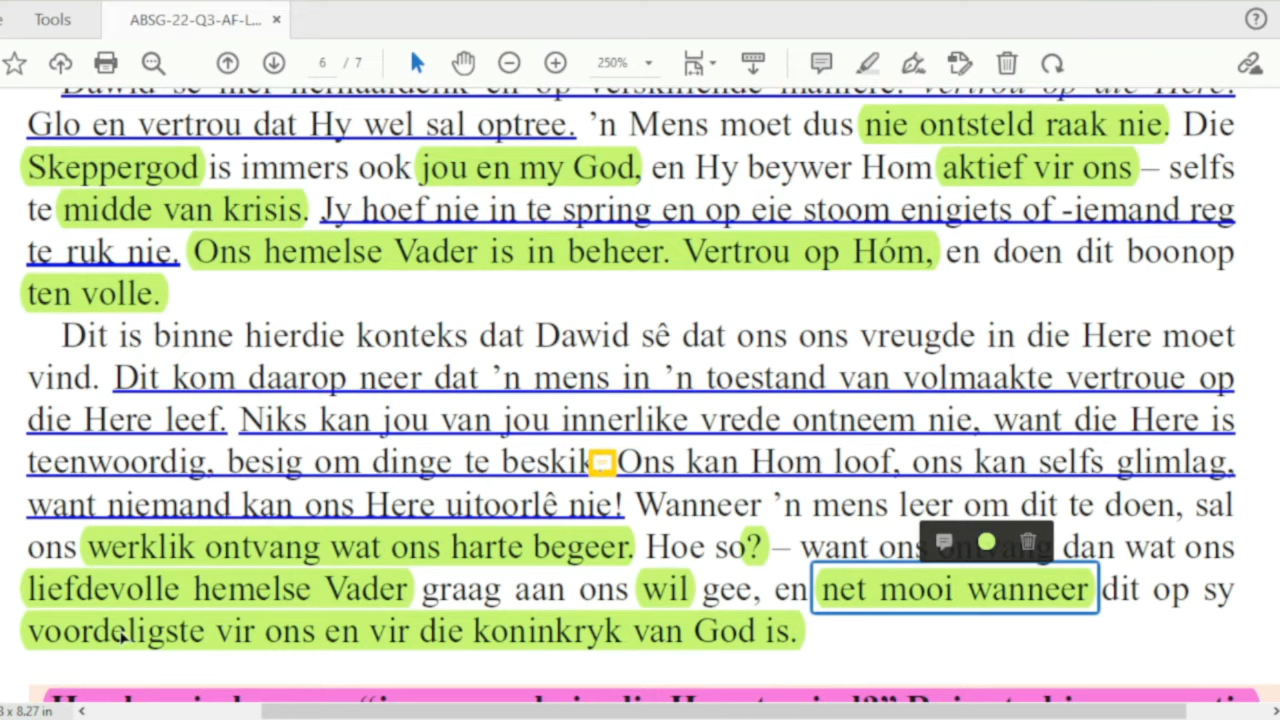 Tools
ABSG-22-Q3-AF-L... ×
6 / 7
250%
Glo en vertrou dat Hy wel sal optree. ’n Mens moet dus nie ontsteld raak nie. Die
Skeppergod is immers ook jou en my God, en Hy beywer Hom aktief vir ons – selfs
te midde van krisis. Jy hoef nie in te spring en op eie stoom enigiets of -iemand reg
te ruk nie. Ons hemelse Vader is in beheer. Vertrou op Hóm, en doen dit boonop
ten volle.
Dit is binne hierdie konteks dat Dawid sê dat ons ons vreugde in die Here moet
vind. Dit kom daarop neer dat ’n mens in ’n toestand van volmaakte vertroue op
die Here leef. Niks kan jou van jou innerlike vrede ontneem nie, want die Here is
teenwoordig, besig om dinge te beskik. Ons kan Hom loof, ons kan selfs glimlag,
want niemand kan ons Here uitoorlê nie! Wanneer ’n mens leer om dit te doen, sal
ons werklik ontvang wat ons harte begeer. Hoe so? – want ons ontvang dan wat ons
liefdevolle hemelse Vader graag aan ons wil gee, en net mooi wanneer dit op sy
voordeligste vir ons en vir die koninkryk van God is.
x 8.27 in